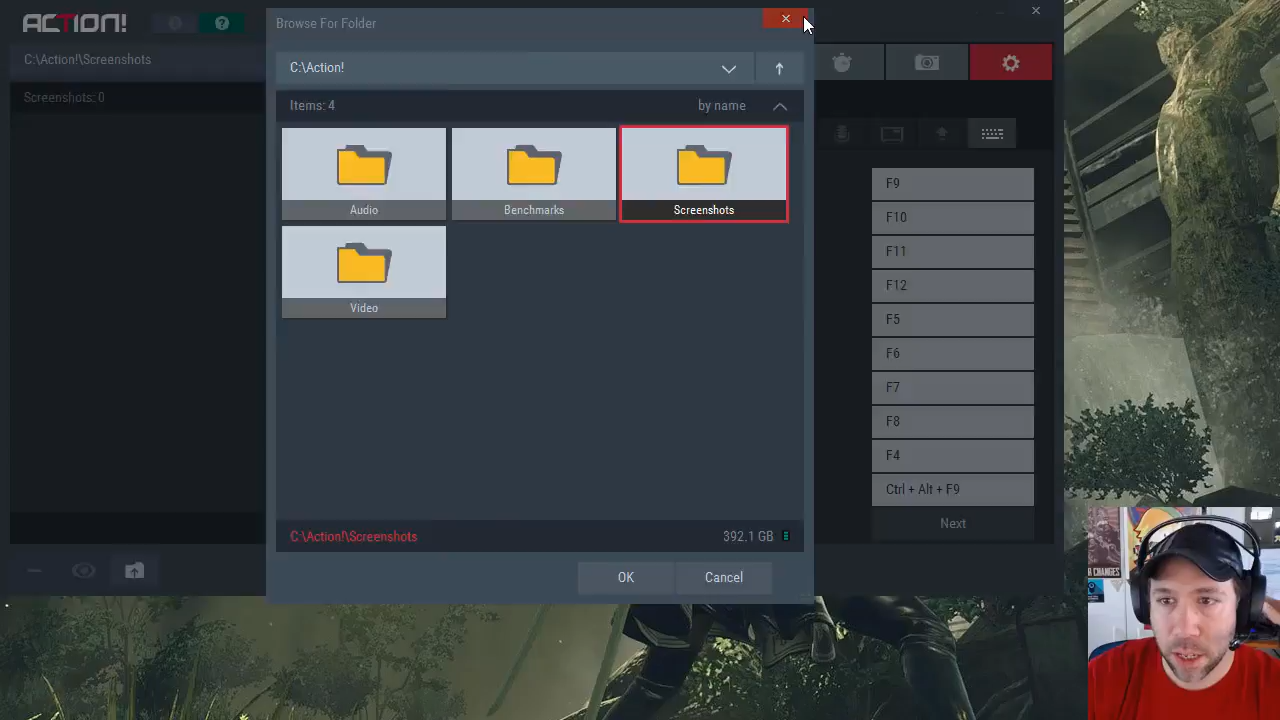 ACTION!
C:\Action!\Screenshots
Screenshots: 0
Browse For Folder
C:\Action!
Items: 4
by name
Audio
Benchmarks
Screenshots
Video
C:\Action!\Screenshots
392.1 GB
OK
Cancel
F9
F10
F11
F12
F5
F6
F7
F8
F4
Ctrl + Alt + F9
Next